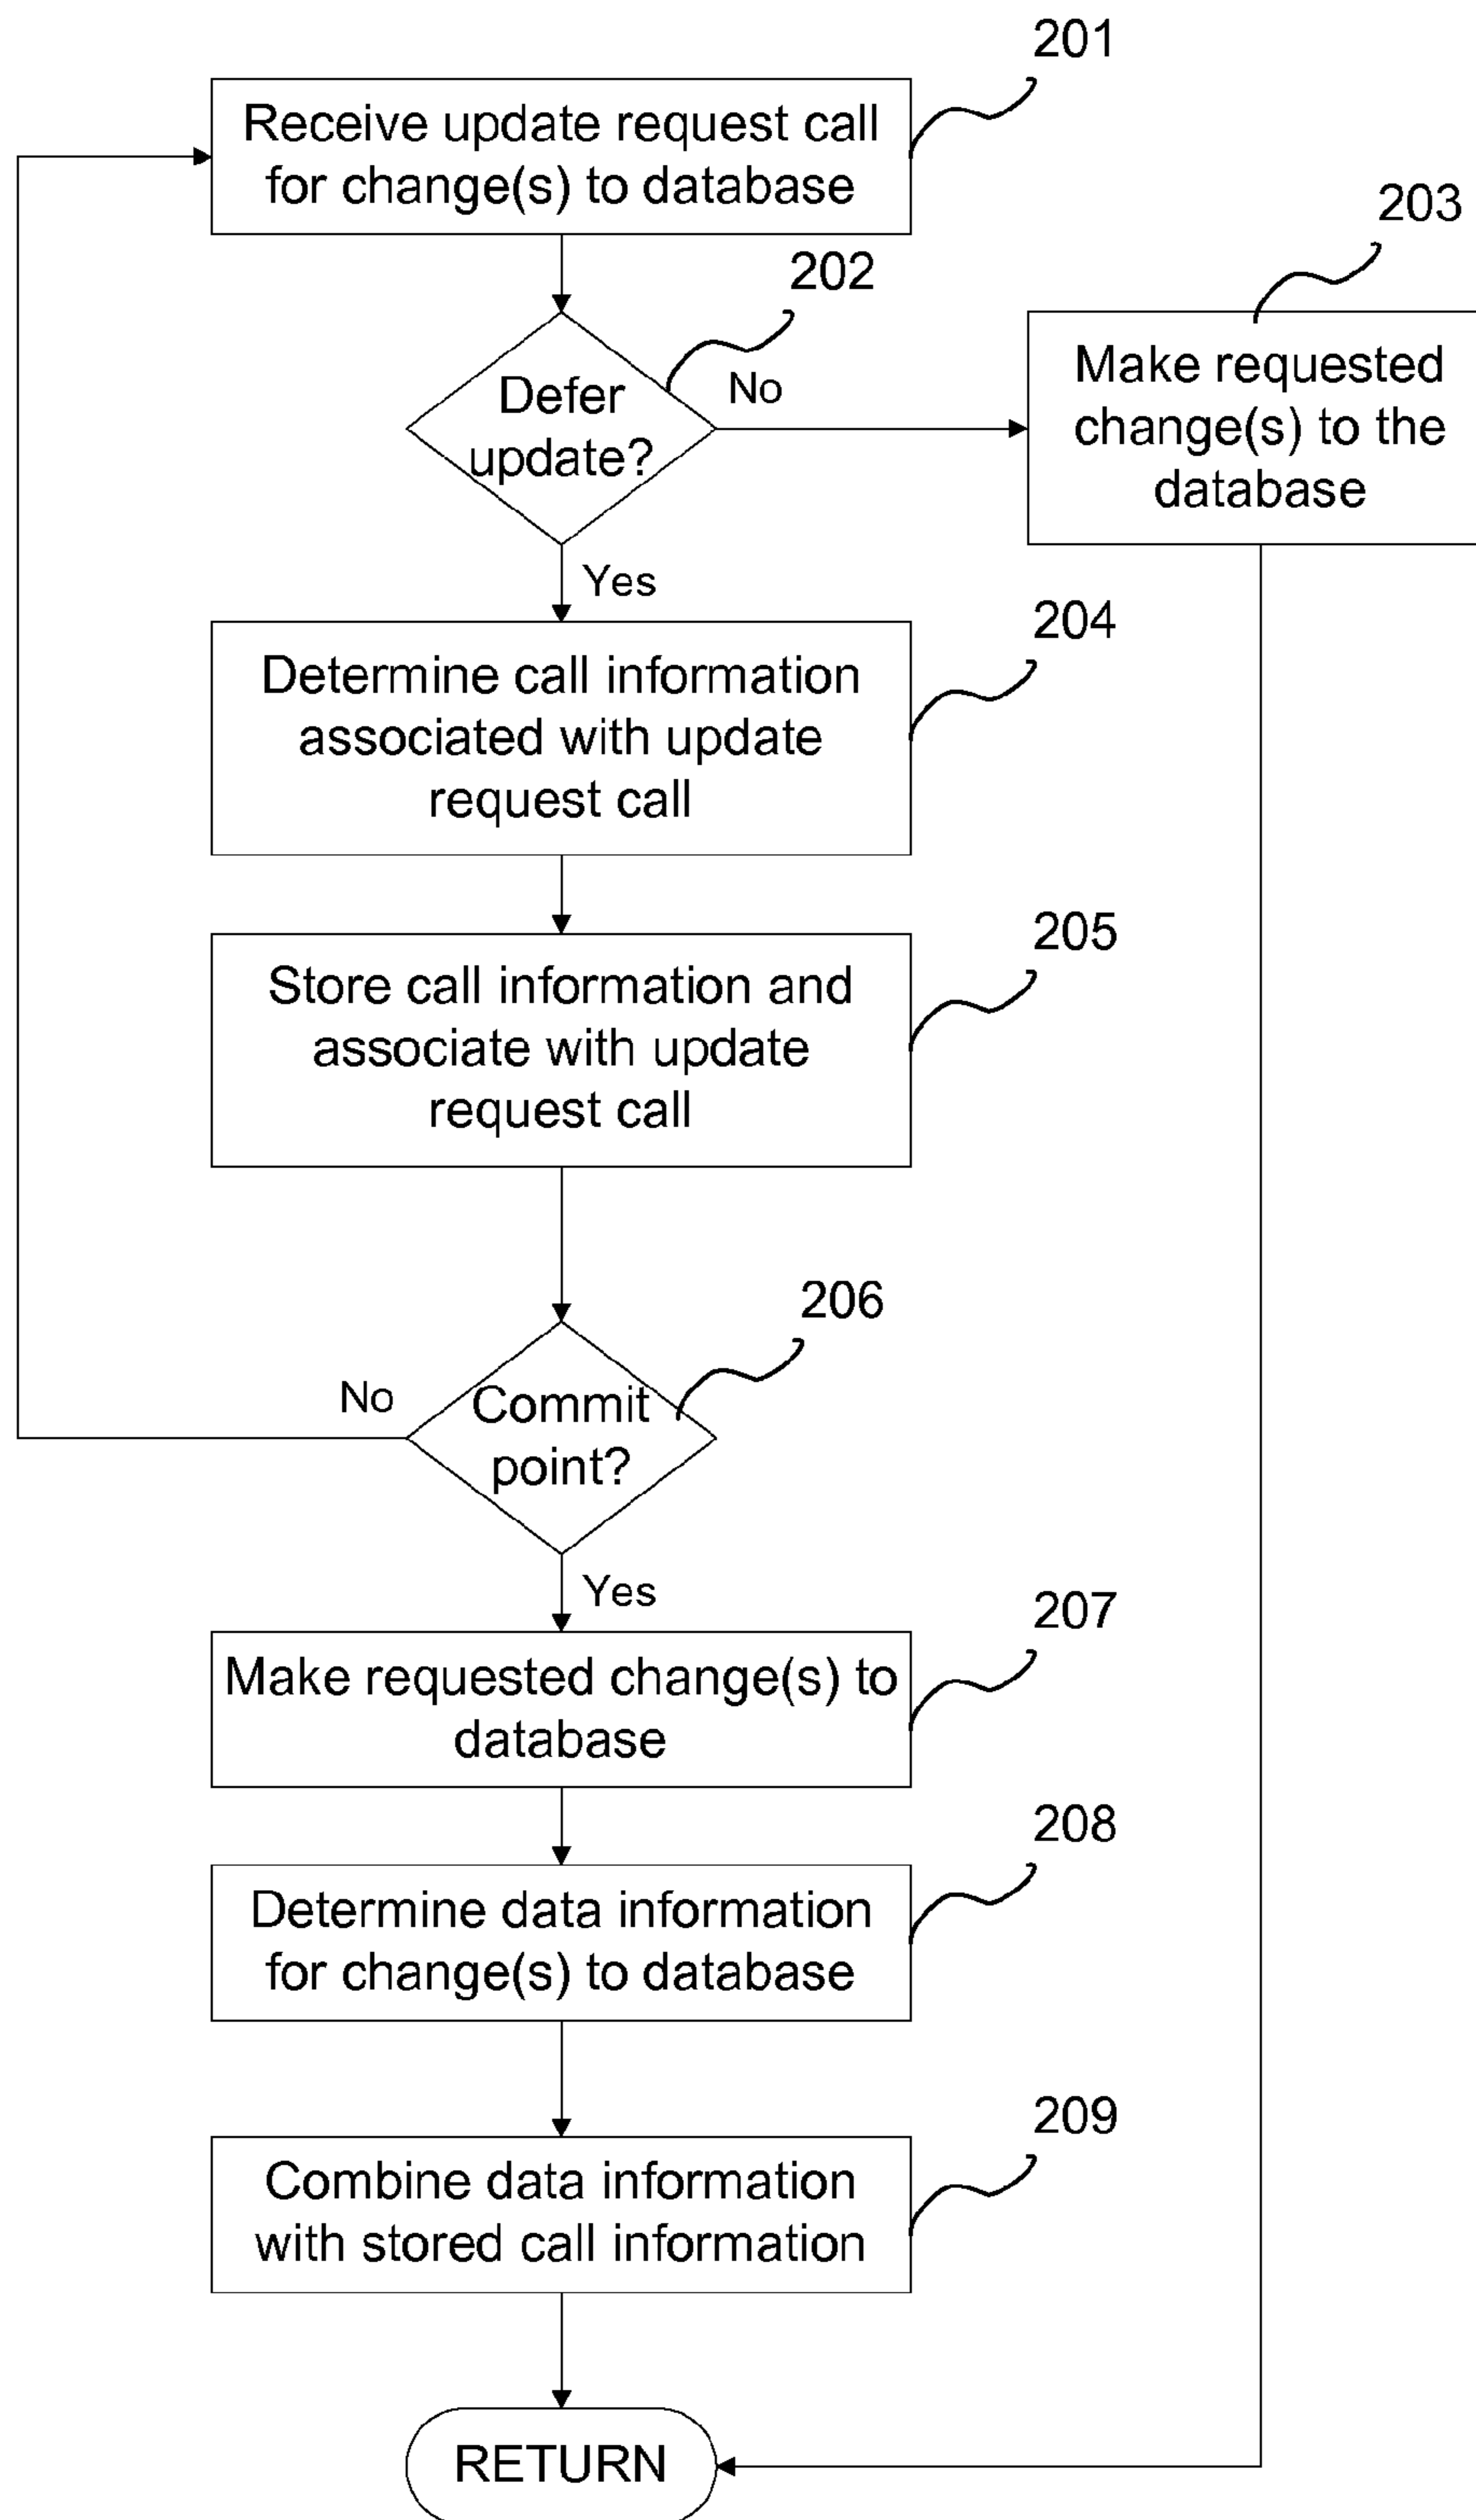 201
Receive update request call
for change(s) to database
202
203
Defer
update?
No
Make requested
change(s) to the
database
Yes
204
Determine call information
associated with update
request call
205
Store call information and
associate with update
request call
206
No
Commit
point?
Yes
207
Make requested change(s) to
database
208
Determine data information
for change(s) to database
209
Combine data information
with stored call information
RETURN